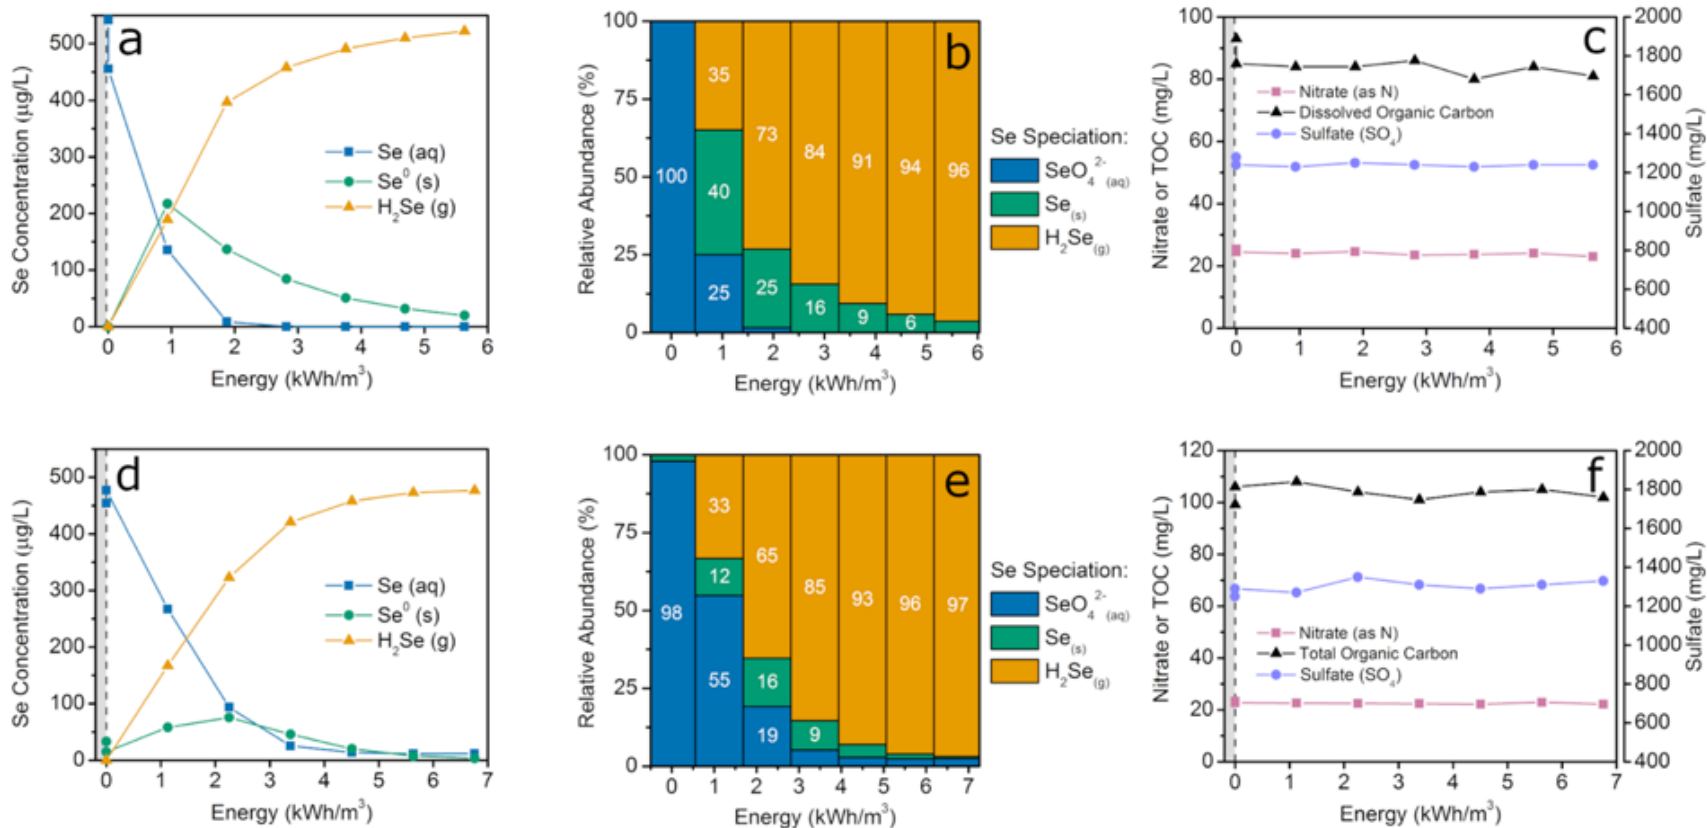 a
Se Concentration (µg/L)
500
400
300
200
100
0
Se (aq)
Se⁰ (s)
H₂Se (g)
0 1 2 3 4 5 6
Energy (kWh/m³)
b
Relative Abundance (%)
100
75
50
25
0
100
35
40
25
73
25
84
16
91
9
94
6
96
0 1 2 3 4 5 6
Energy (kWh/m³)
Se Speciation:
SeO₄²⁻ (aq)
Se(s)
H₂Se(g)
c
Nitrate or TOC (mg/L)
100
80
60
40
20
0
Nitrate (as N)
Dissolved Organic Carbon
Sulfate (SO₄)
2000
1800
1600
1400
1200
1000
800
600
400
Sulfate (mg/L)
0 1 2 3 4 5 6
Energy (kWh/m³)
d
Se Concentration (µg/L)
500
400
300
200
100
0
Se (aq)
Se⁰ (s)
H₂Se (g)
0 1 2 3 4 5 6 7
Energy (kWh/m³)
e
Relative Abundance (%)
100
75
50
25
0
98
33
12
55
65
16
19
85
9
93
96
97
0 1 2 3 4 5 6 7
Energy (kWh/m³)
Se Speciation:
SeO₄²⁻ (aq)
Se(s)
H₂Se(g)
f
Nitrate or TOC (mg/L)
120
100
80
60
40
20
0
Nitrate (as N)
Total Organic Carbon
Sulfate (SO₄)
2000
1800
1600
1400
1200
1000
800
600
400
Sulfate (mg/L)
0 1 2 3 4 5 6 7
Energy (kWh/m³)